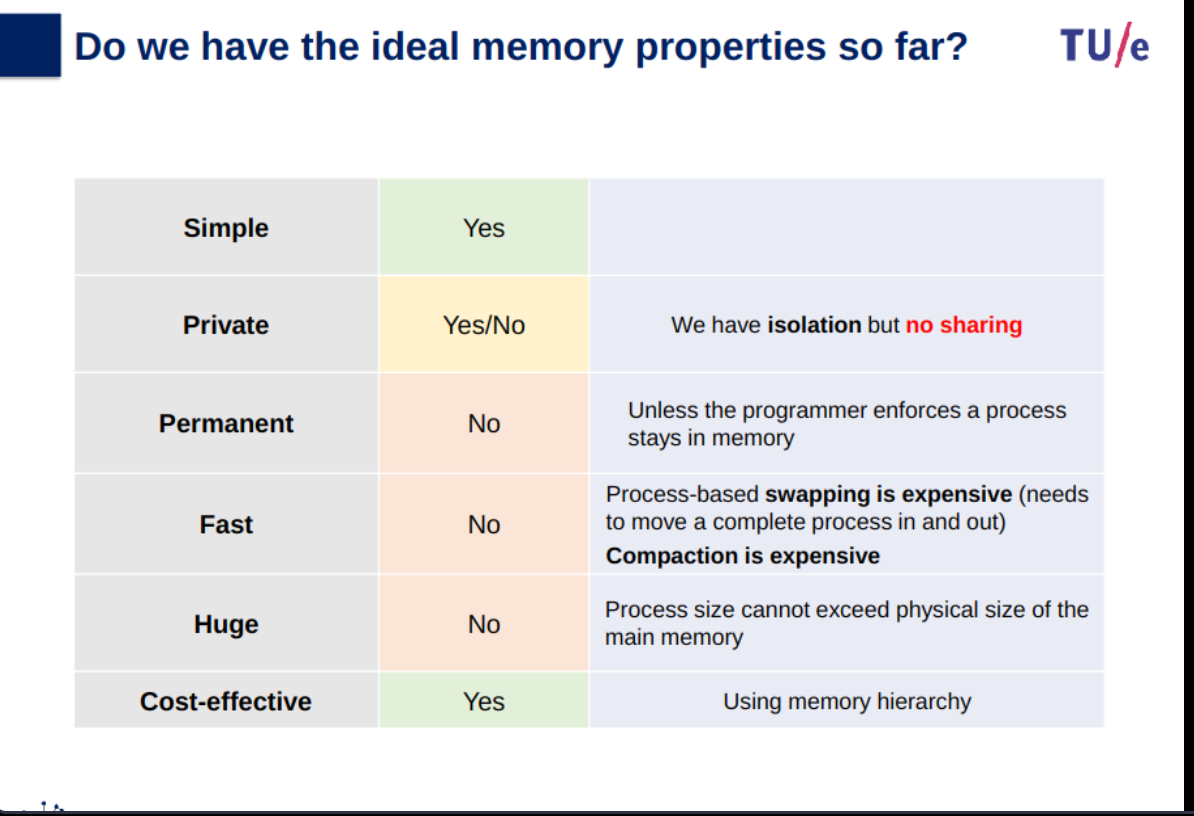 Do we have the ideal memory properties so far?
TU/e
Simple
Yes
Private
Yes/No
We have isolation but no sharing
Permanent
No
Unless the programmer enforces a process
stays in memory
Fast
No
Process-based swapping is expensive (needs
to move a complete process in and out)
Compaction is expensive
Huge
No
Process size cannot exceed physical size of the
main memory
Cost-effective
Yes
Using memory hierarchy